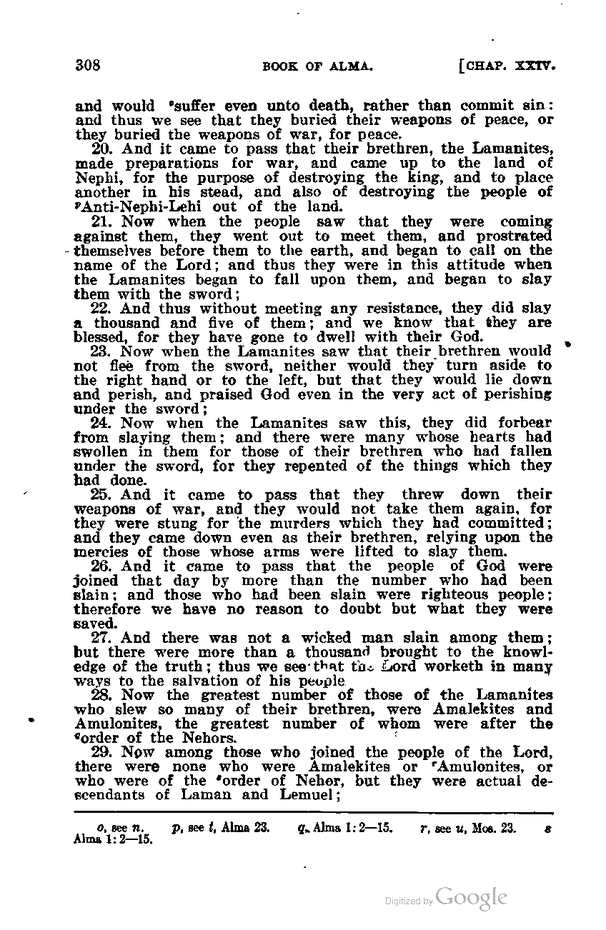 308 BOOK OF ALMA. [CHAP. XXIV.
and would ᵒsuffer even unto death, rather than commit sin:
and thus we see that they buried their weapons of peace, or
they buried the weapons of war, for peace.
20. And it came to pass that their brethren, the Lamanites,
made preparations for war, and came up to the land of
Nephi, for the purpose of destroying the king, and to place
another in his stead, and also of destroying the people of
ᵖAnti-Nephi-Lehi out of the land.
21. Now when the people saw that they were coming
against them, they went out to meet them, and prostrated
themselves before them to the earth, and began to call on the
name of the Lord; and thus they were in this attitude when
the Lamanites began to fall upon them, and began to slay
them with the sword;
22. And thus without meeting any resistance, they did slay
a thousand and five of them; and we know that they are
blessed, for they have gone to dwell with their God.
23. Now when the Lamanites saw that their brethren would
not flee from the sword, neither would they turn aside to
the right hand or to the left, but that they would lie down
and perish, and praised God even in the very act of perishing
under the sword;
24. Now when the Lamanites saw this, they did forbear
from slaying them; and there were many whose hearts had
swollen in them for those of their brethren who had fallen
under the sword, for they repented of the things which they
had done.
25. And it came to pass that they threw down their
weapons of war, and they would not take them again, for
they were stung for the murders which they had committed;
and they came down even as their brethren, relying upon the
mercies of those whose arms were lifted to slay them.
26. And it came to pass that the people of God were
joined that day by more than the number who had been
slain; and those who had been slain were righteous people;
therefore we have no reason to doubt but what they were
saved.
27. And there was not a wicked man slain among them;
but there were more than a thousand brought to the knowl-
edge of the truth; thus we see that the Lord worketh in many
ways to the salvation of his people
28. Now the greatest number of those of the Lamanites
who slew so many of their brethren, were Amalekites and
Amulonites, the greatest number of whom were after the
ᑫorder of the Nehors.
29. Now among those who joined the people of the Lord,
there were none who were Amalekites or ʳAmulonites, or
who were of the ˢorder of Nehor, but they were actual de-
scendants of Laman and Lemuel;
o, see n. p, see t, Alma 23. q, Alma 1: 2—15. r, see u, Mos. 23. s
Alma 1: 2—15.
Digitized by Google